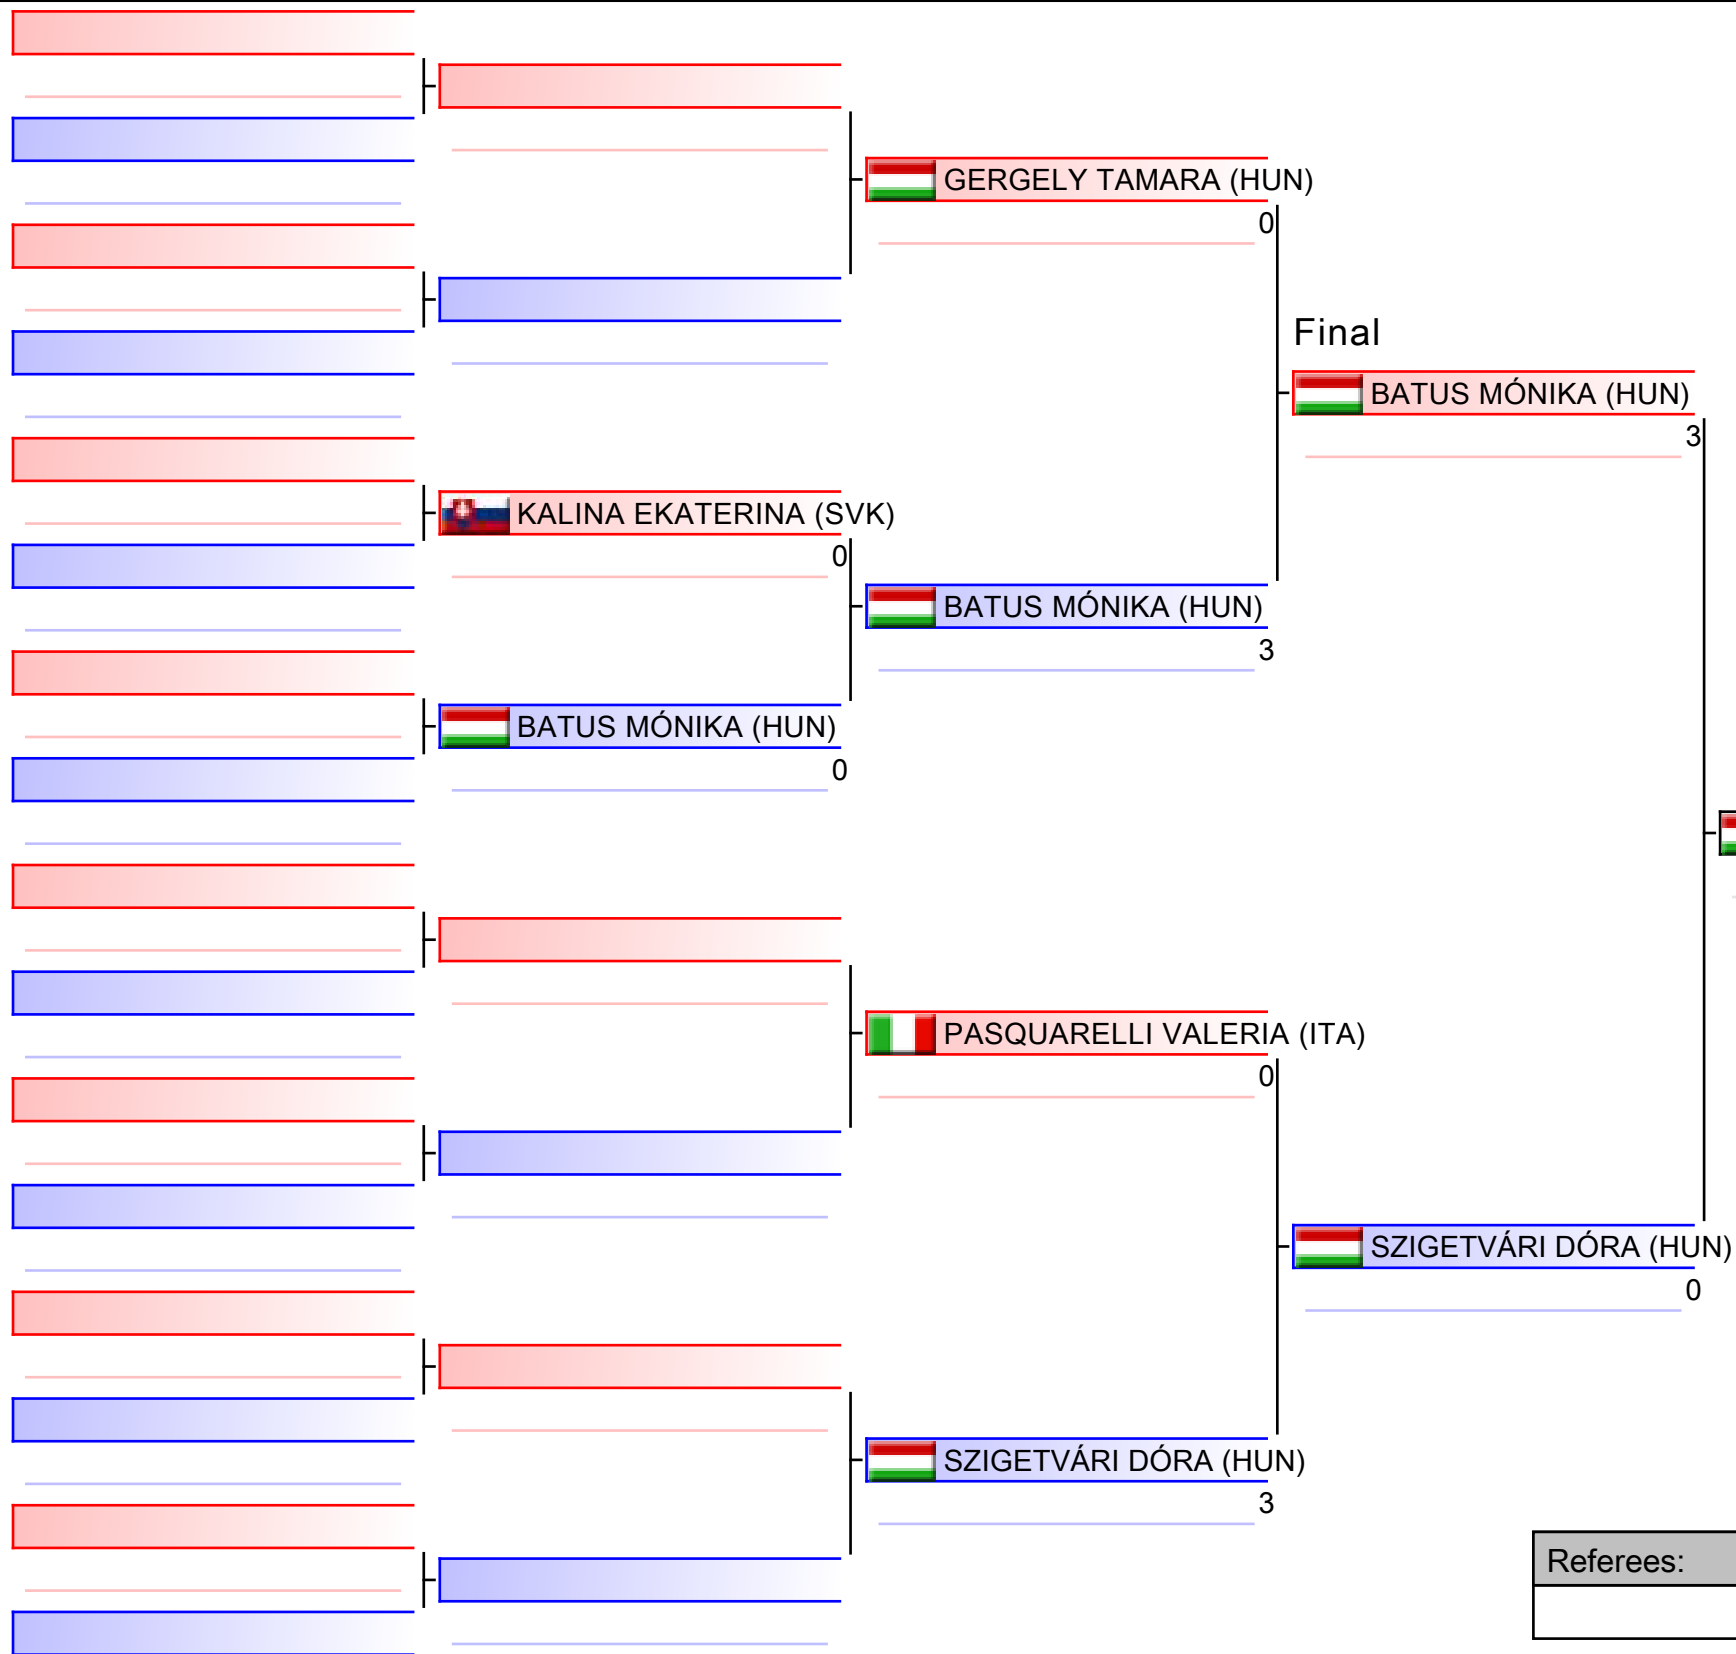 GERGELY TAMARA (HUN)
0
Final
BATUS MÓNIKA (HUN)
3
KALINA EKATERINA (SVK)
0
BATUS MÓNIKA (HUN)
3
BATUS MÓNIKA (HUN)
0
PASQUARELLI VALERIA (ITA)
0
SZIGETVÁRI DÓRA (HUN)
0
SZIGETVÁRI DÓRA (HUN)
3
Referees: